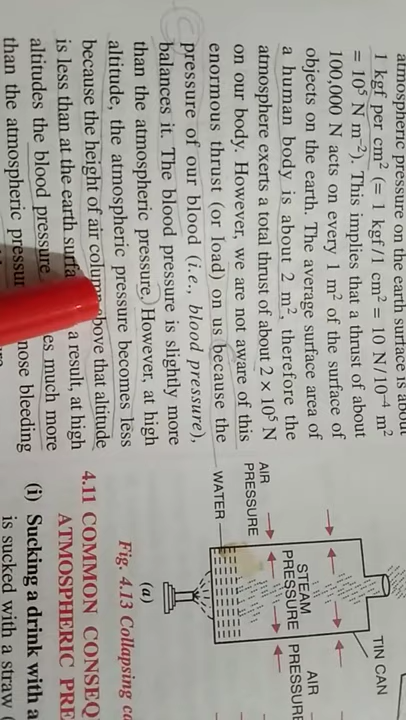 atmospheric pressure on the earth surface is about
1 kgf per cm² (= 1 kgf/1 cm² = 10 N/10⁻⁴ m²
= 10⁵ N m⁻²). This implies that a thrust of about
100,000 N acts on every 1 m² of the surface of
objects on the earth. The average surface area of
a human body is about 2 m², therefore the
atmosphere exerts a total thrust of about 2 × 10⁵ N
on our body. However, we are not aware of this
enormous thrust (or load) on us because the
pressure of our blood (i.e., blood pressure),
balances it. The blood pressure is slightly more
than the atmospheric pressure. However, at high
altitude, the atmospheric pressure becomes less
because the height of air column above that altitude
is less than at the earth a result, at high
altitudes the blood pressure much more
than the atmospheric nose bleeding
AIR
PRESSURE
WATER
STEAM
PRESSURE
AIR
PRESSURE
TIN CAN
(a)
Fig. 4.13 Collapsing
4.11 COMMON
ATMOSPHERIC
(i) Sucking a drink with a
is sucked with a straw